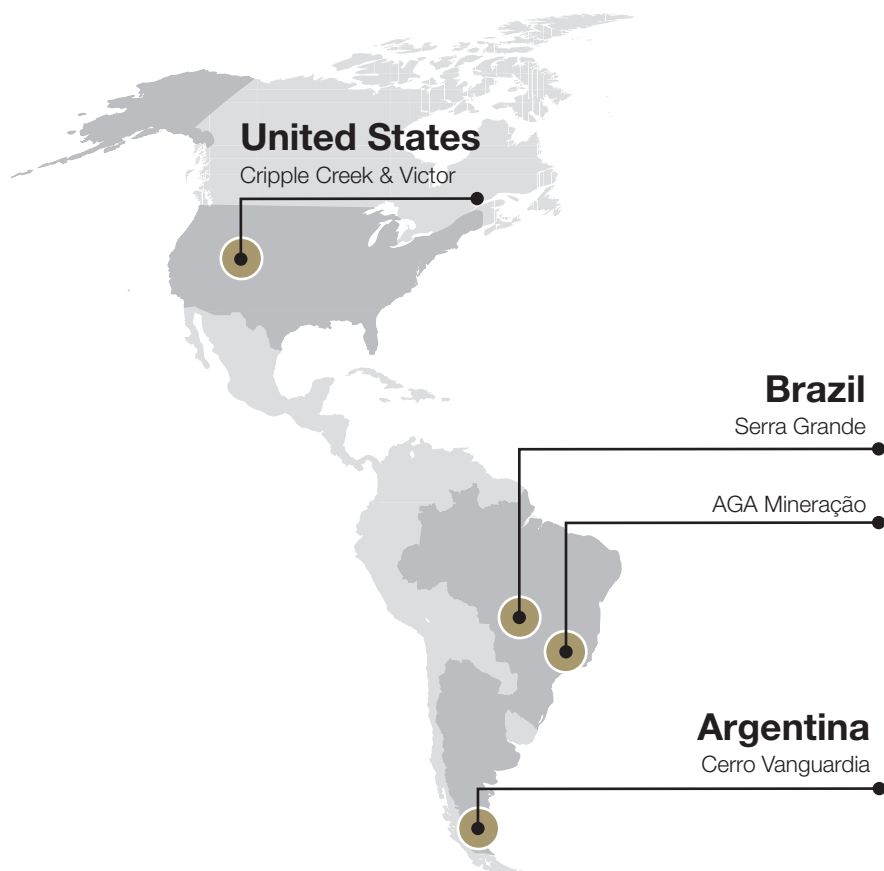 United States
Cripple Creek & Victor
Brazil
Serra Grande
AGA Mineração
Argentina
Cerro Vanguardia